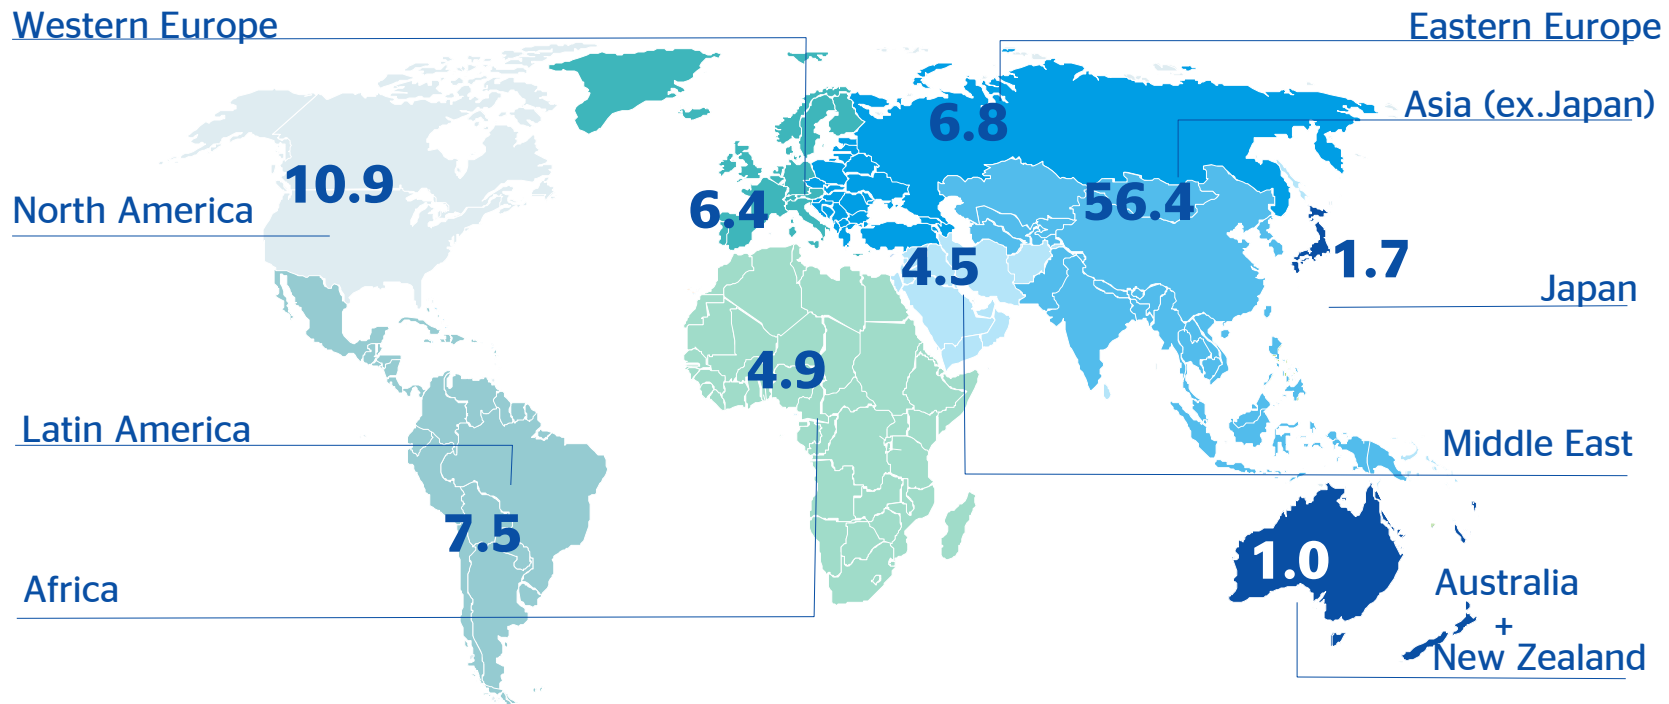 Western Europe
Eastern Europe
Asia (ex.Japan)
6.8
10.9
North America
6.4
56.4
4.5
1.7
Japan
4.9
Latin America
Middle East
7.5
1.0
Africa
Australia
+
New Zealand